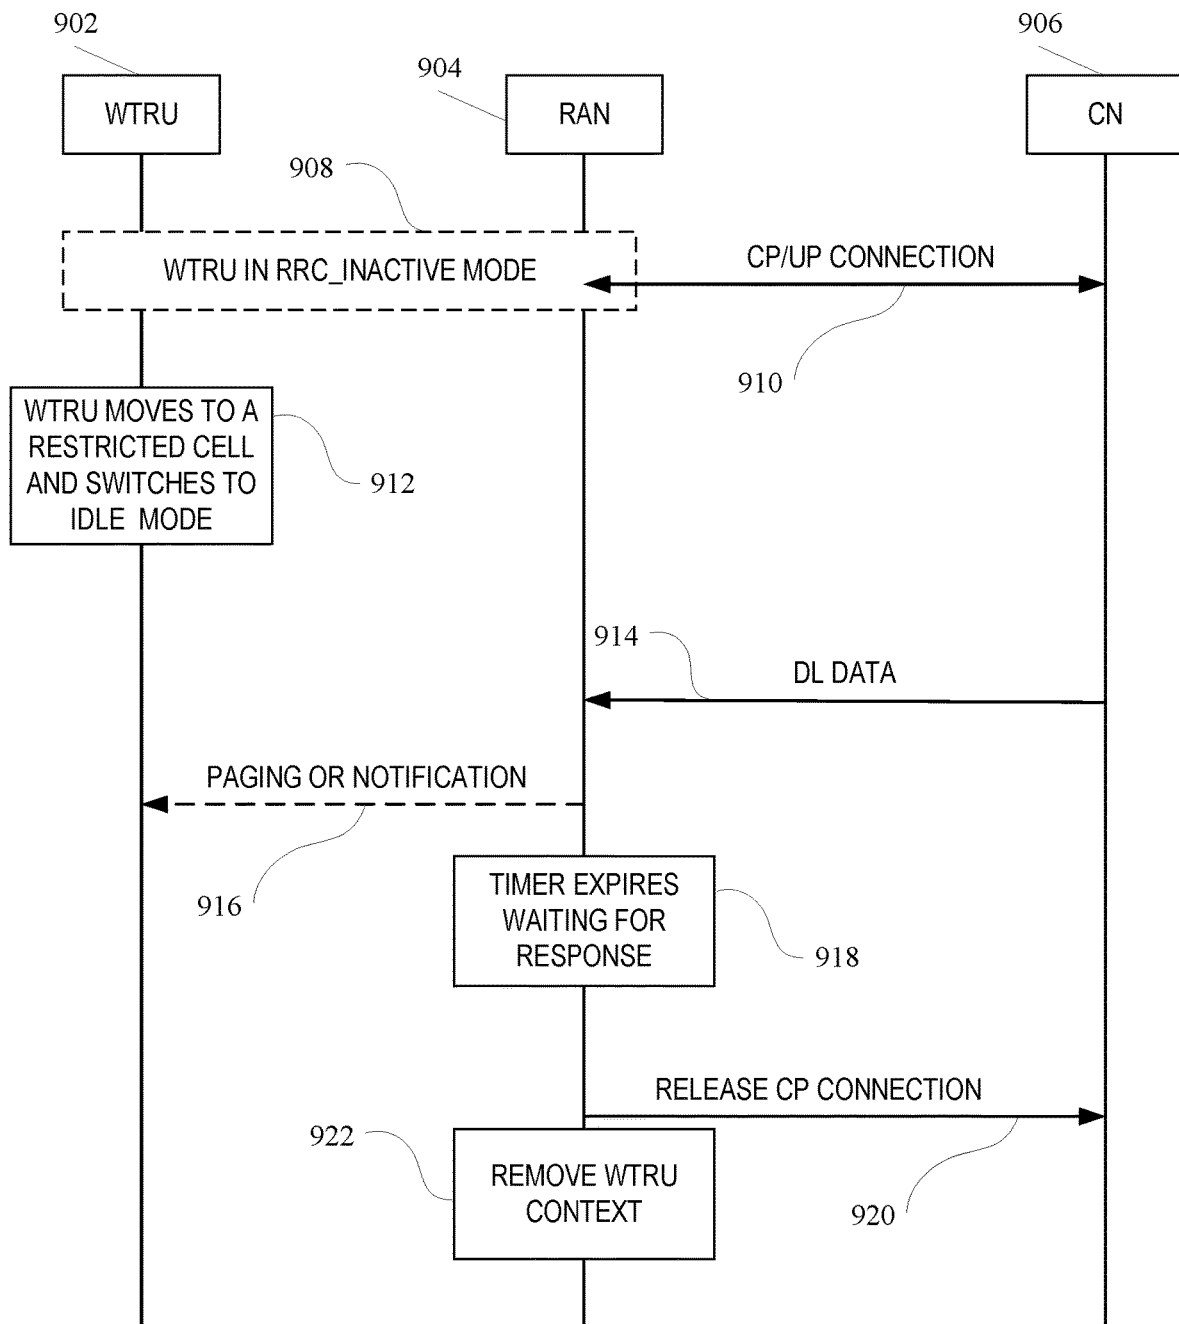 902
904
906
WTRU
RAN
CN
908
WTRU IN RRC_INACTIVE MODE
CP/UP CONNECTION
910
WTRU MOVES TO A
RESTRICTED CELL
AND SWITCHES TO
IDLE MODE
912
914
DL DATA
PAGING OR NOTIFICATION
916
TIMER EXPIRES
WAITING FOR
RESPONSE
918
RELEASE CP CONNECTION
920
922
REMOVE WTRU
CONTEXT